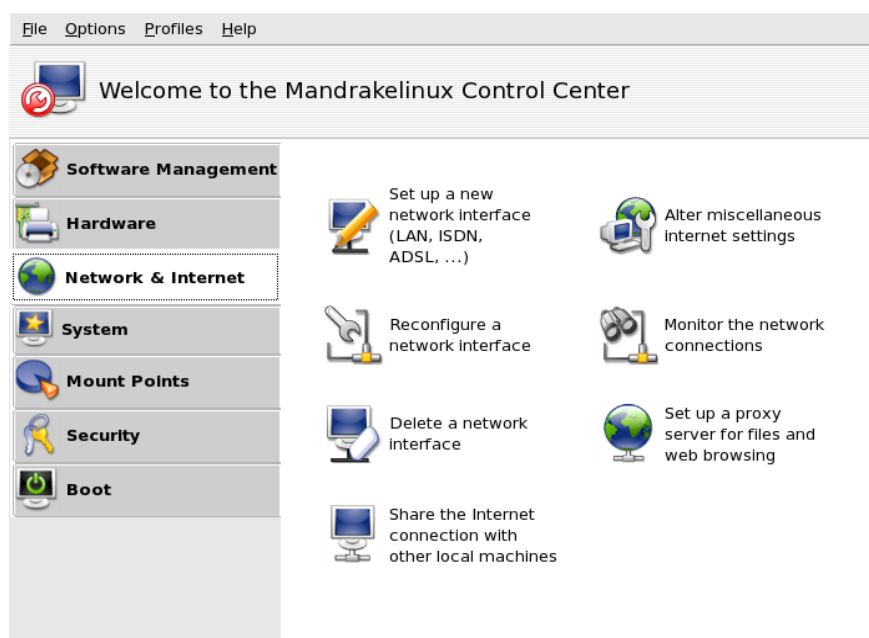 File Options Profiles Help
Welcome to the Mandrakelinux Control Center
Software Management
Hardware
Network & Internet
System
Mount Points
Security
Boot
Set up a new
network interface
(LAN, ISDN,
ADSL, ...)
Alter miscellaneous
internet settings
Reconfigure a
network interface
Monitor the network
connections
Delete a network
interface
Set up a proxy
server for files and
web browsing
Share the Internet
connection with
other local machines